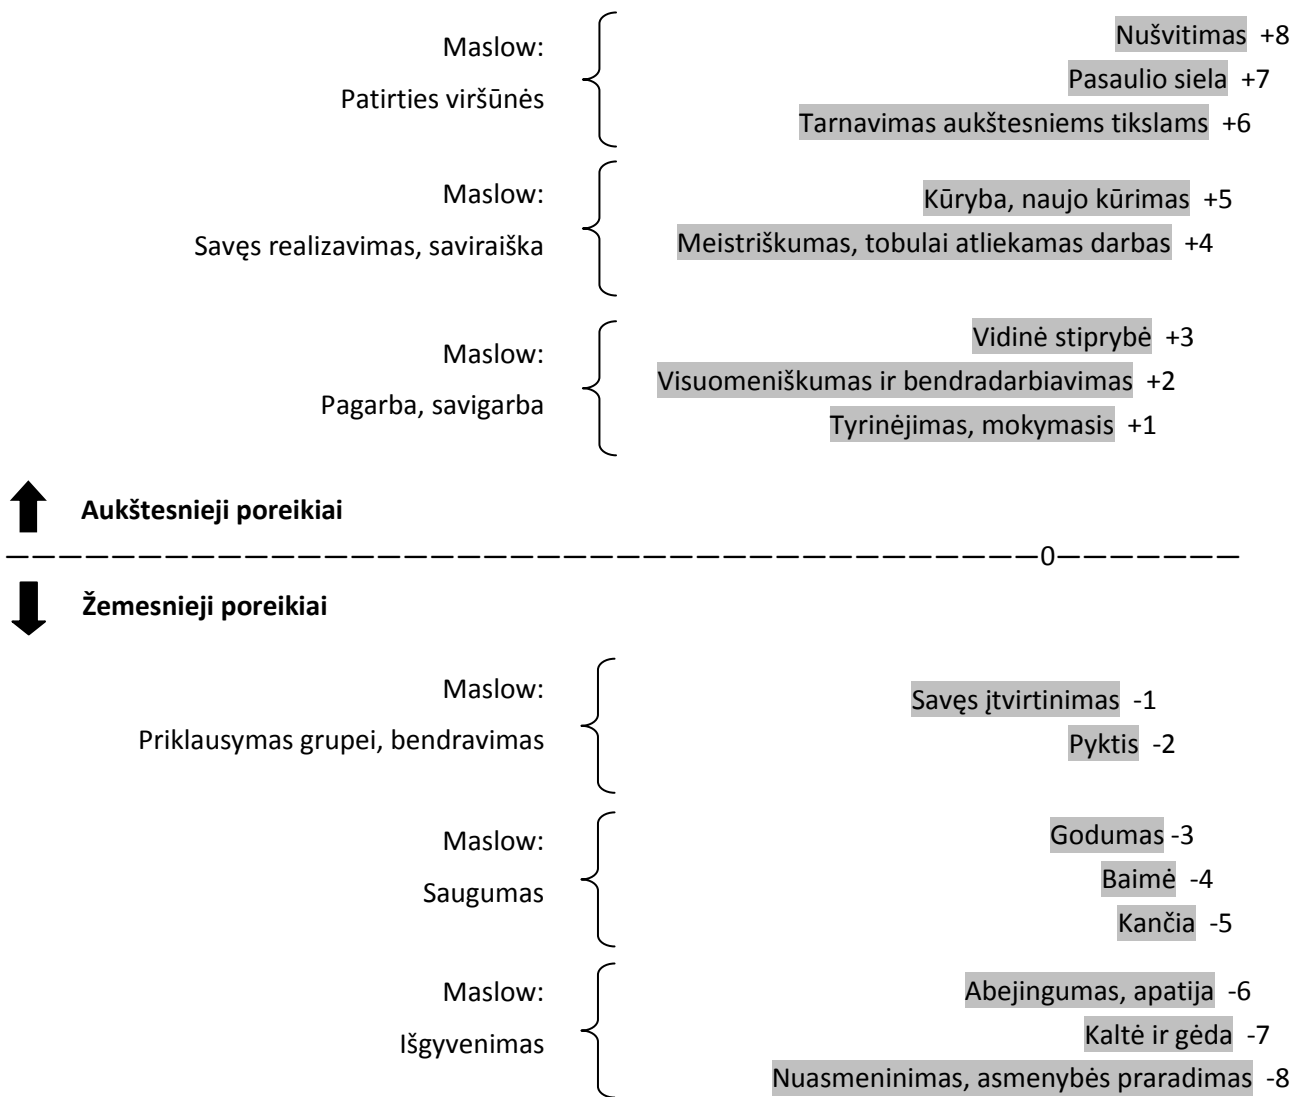 Maslow:
Patirties viršūnės
Nušvitimas +8
Pasaulio siela +7
Tarnavimas aukštesniems tikslams +6
Maslow:
Savęs realizavimas, saviraiška
Kūryba, naujo kūrimas +5
Meistriškumas, tobulai atliekamas darbas +4
Maslow:
Pagarba, savigarba
Vidinė stiprybė +3
Visuomeniškumas ir bendradarbiavimas +2
Tyrinėjimas, mokymasis +1
Aukštesnieji poreikiai
0
Žemesnieji poreikiai
Maslow:
Priklausymas grupei, bendravimas
Savęs įtvirtinimas -1
Pyktis -2
Maslow:
Saugumas
Godumas -3
Baimė -4
Kančia -5
Maslow:
Išgyvenimas
Abejingumas, apatija -6
Kaltė ir gėda -7
Nuasmeninimas, asmenybės praradimas -8